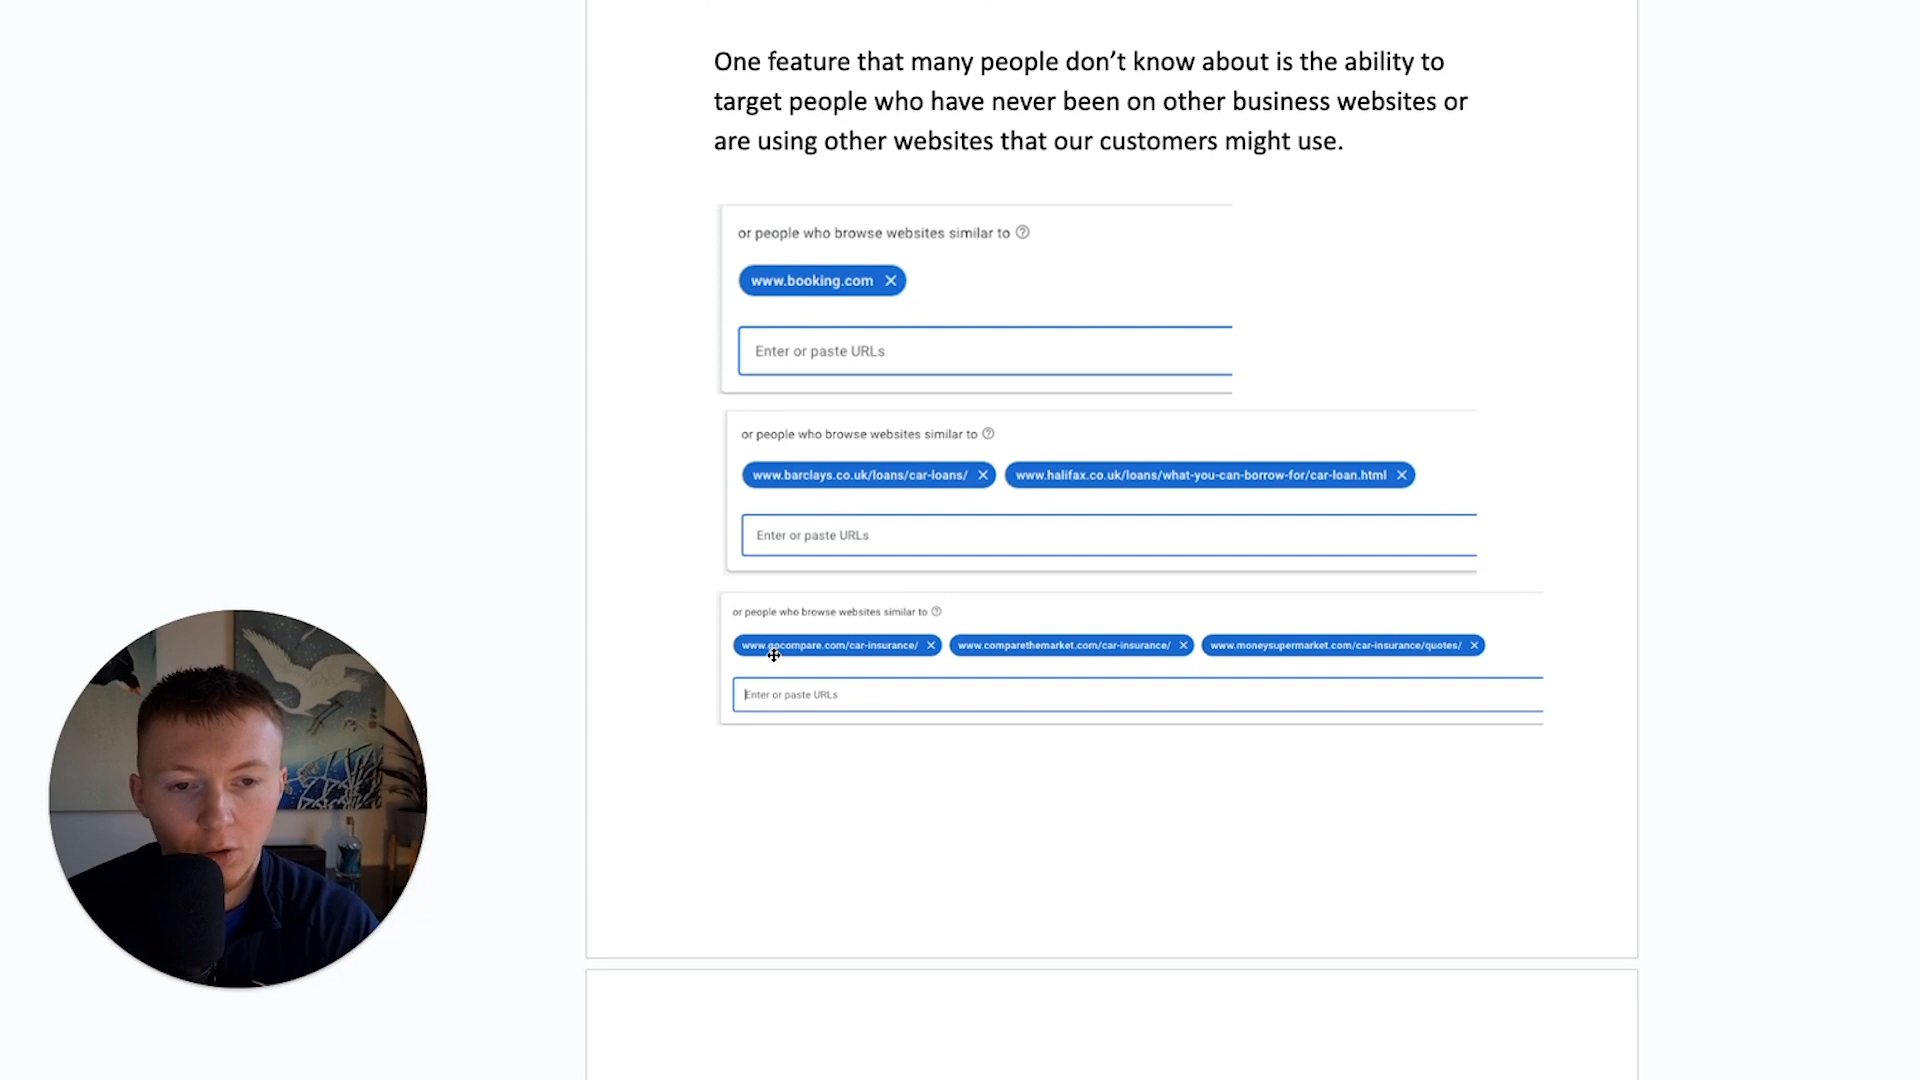 One feature that many people don’t know about is the ability to
target people who have never been on other business websites or
are using other websites that our customers might use.
or people who browse websites similar to
www.booking.com
Enter or paste URLs
or people who browse websites similar to
www.barclays.co.uk/loans/car-loans/ www.halifax.co.uk/loans/what-you-can-borrow-for/car-loan.html
Enter or paste URLs
or people who browse websites similar to
www.gocompare.com/car-insurance/ www.comparethemarket.com/car-insurance/ www.moneysupermarket.com/car-insurance/quotes/
Enter or paste URLs